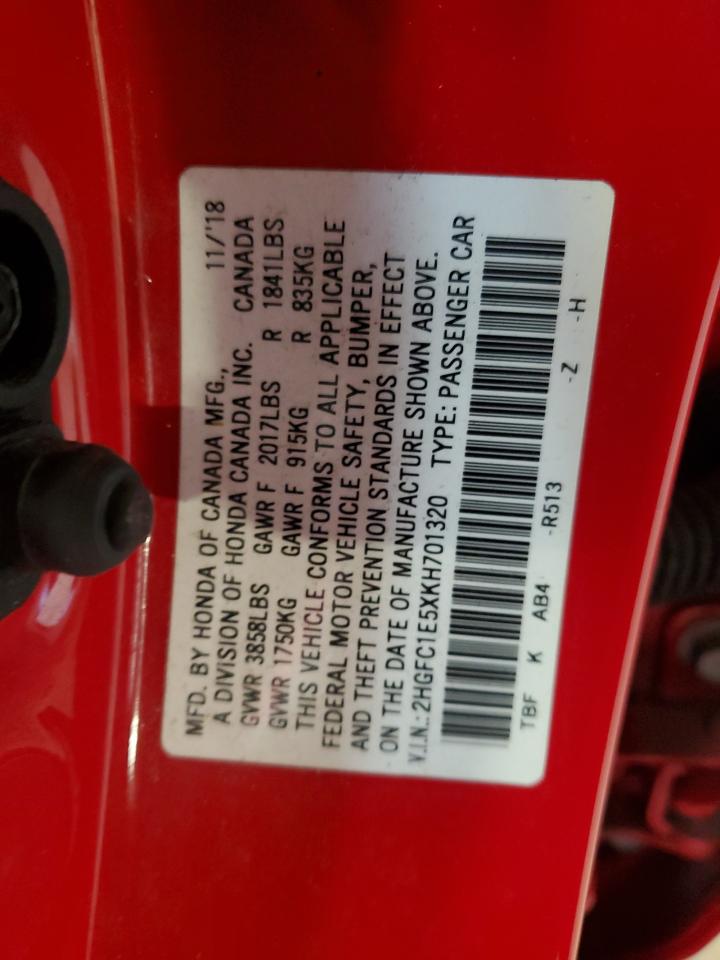 MFD. BY HONDA OF CANADA MFG., 11/'18
A DIVISION OF HONDA CANADA INC. CANADA
GVWR 3858LBS GAWR F 2017LBS R 1841LBS
GVWR 1750KG GAWR F 915KG R 835KG
THIS VEHICLE CONFORMS TO ALL APPLICABLE
FEDERAL MOTOR VEHICLE SAFETY, BUMPER,
AND THEFT PREVENTION STANDARDS IN EFFECT
ON THE DATE OF MANUFACTURE SHOWN ABOVE.
V.I.N.: 2HGFC1E5XKH701320 TYPE: PASSENGER CAR
TBF K AB4 -R513 -Z -H